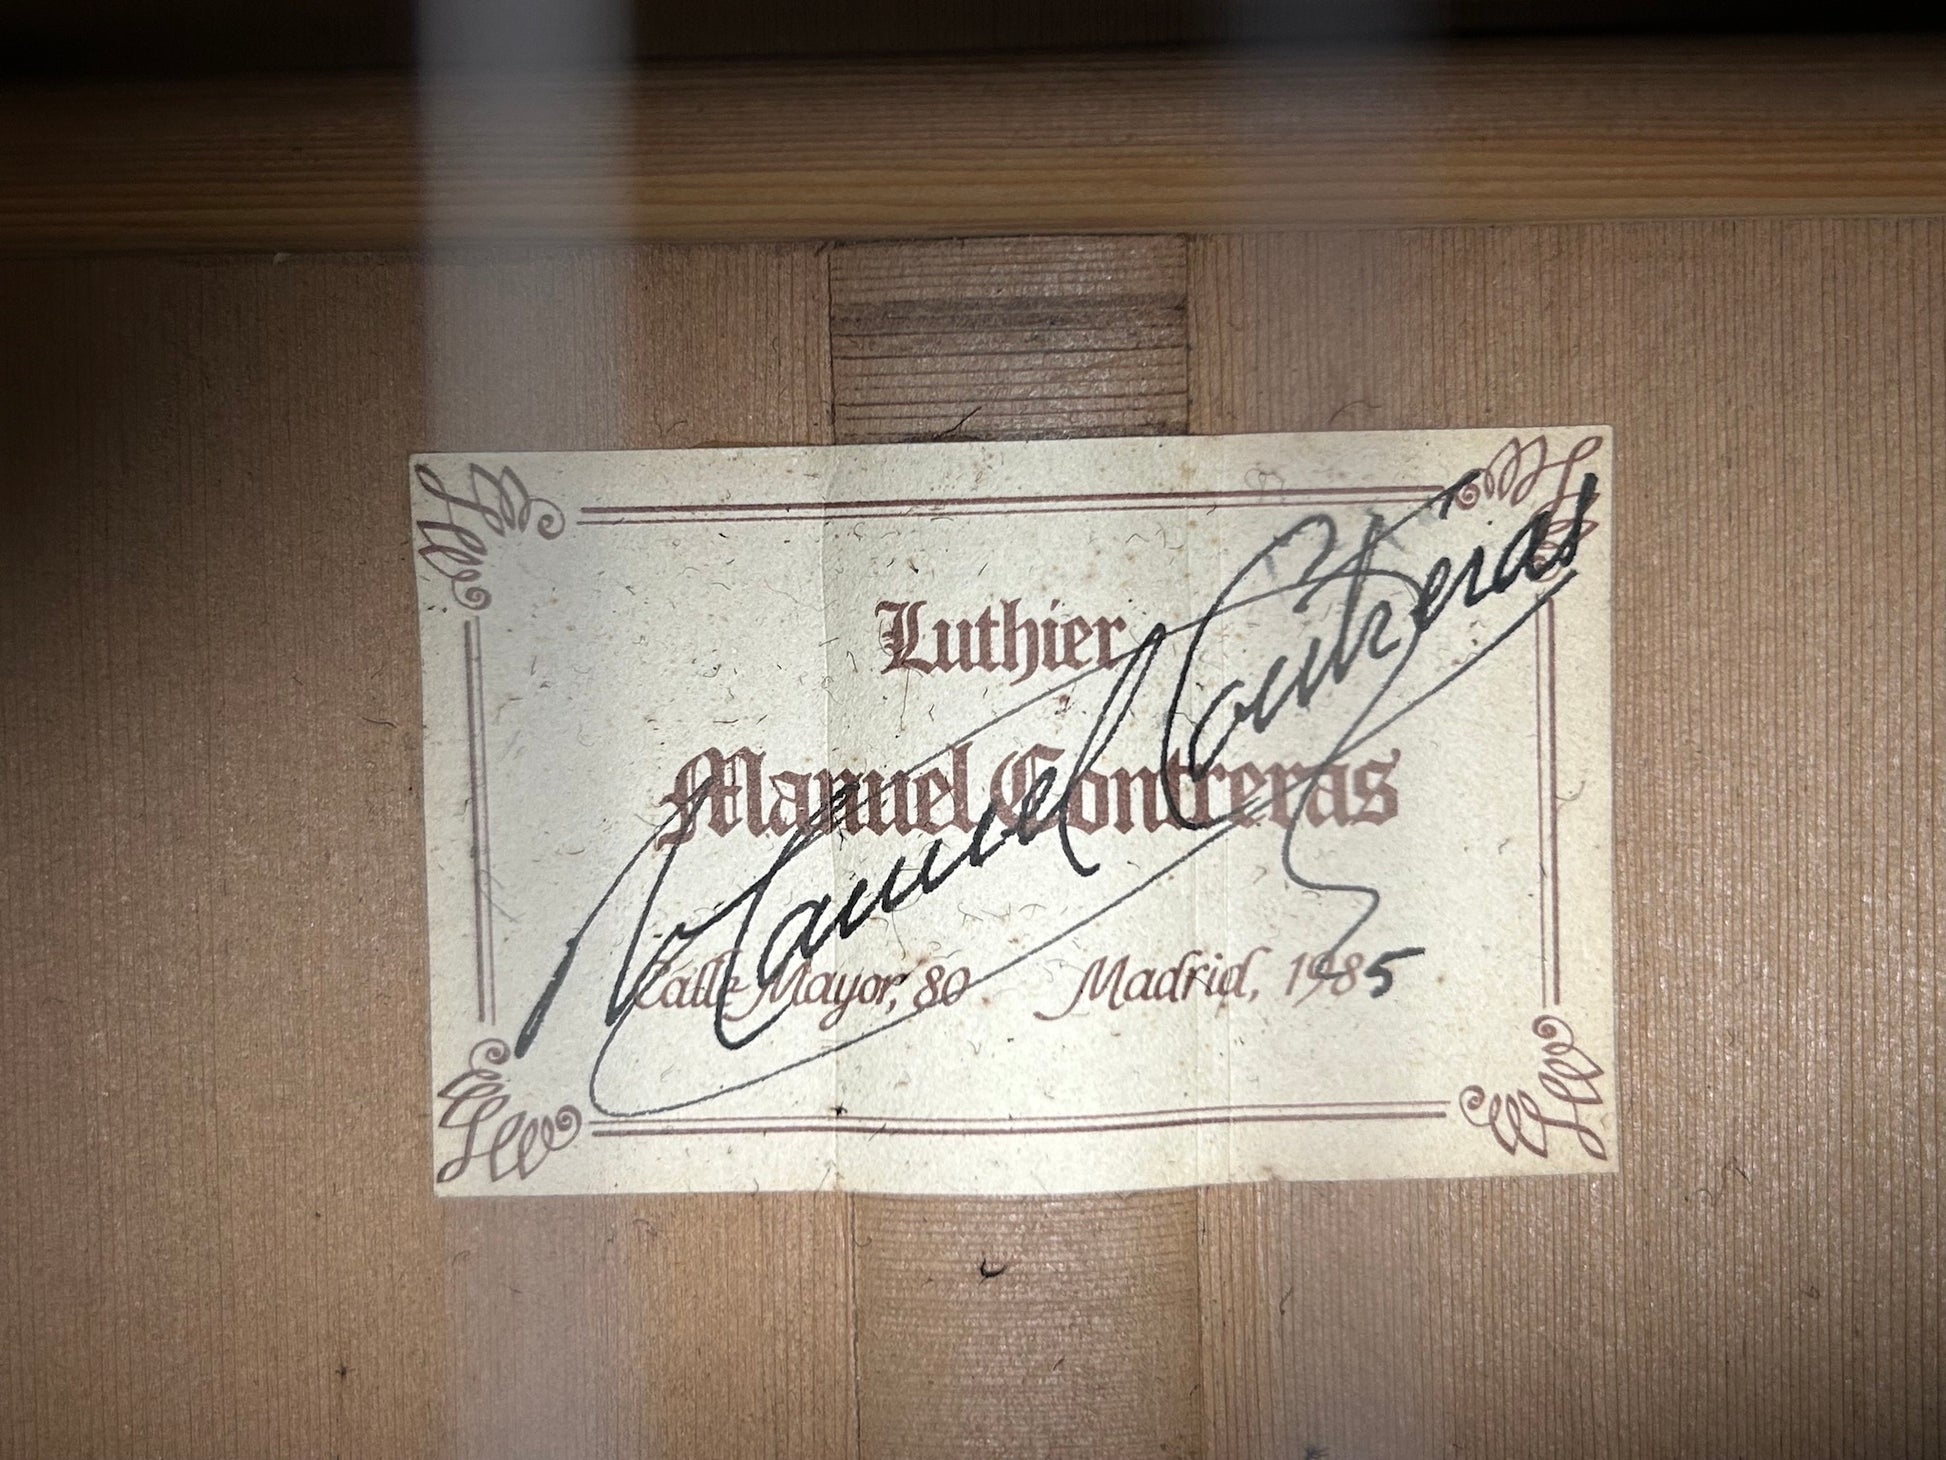 Luthier
Manuel Contreras
Manuel Contreras
Calle Mayor, 80 Madrid, 1985